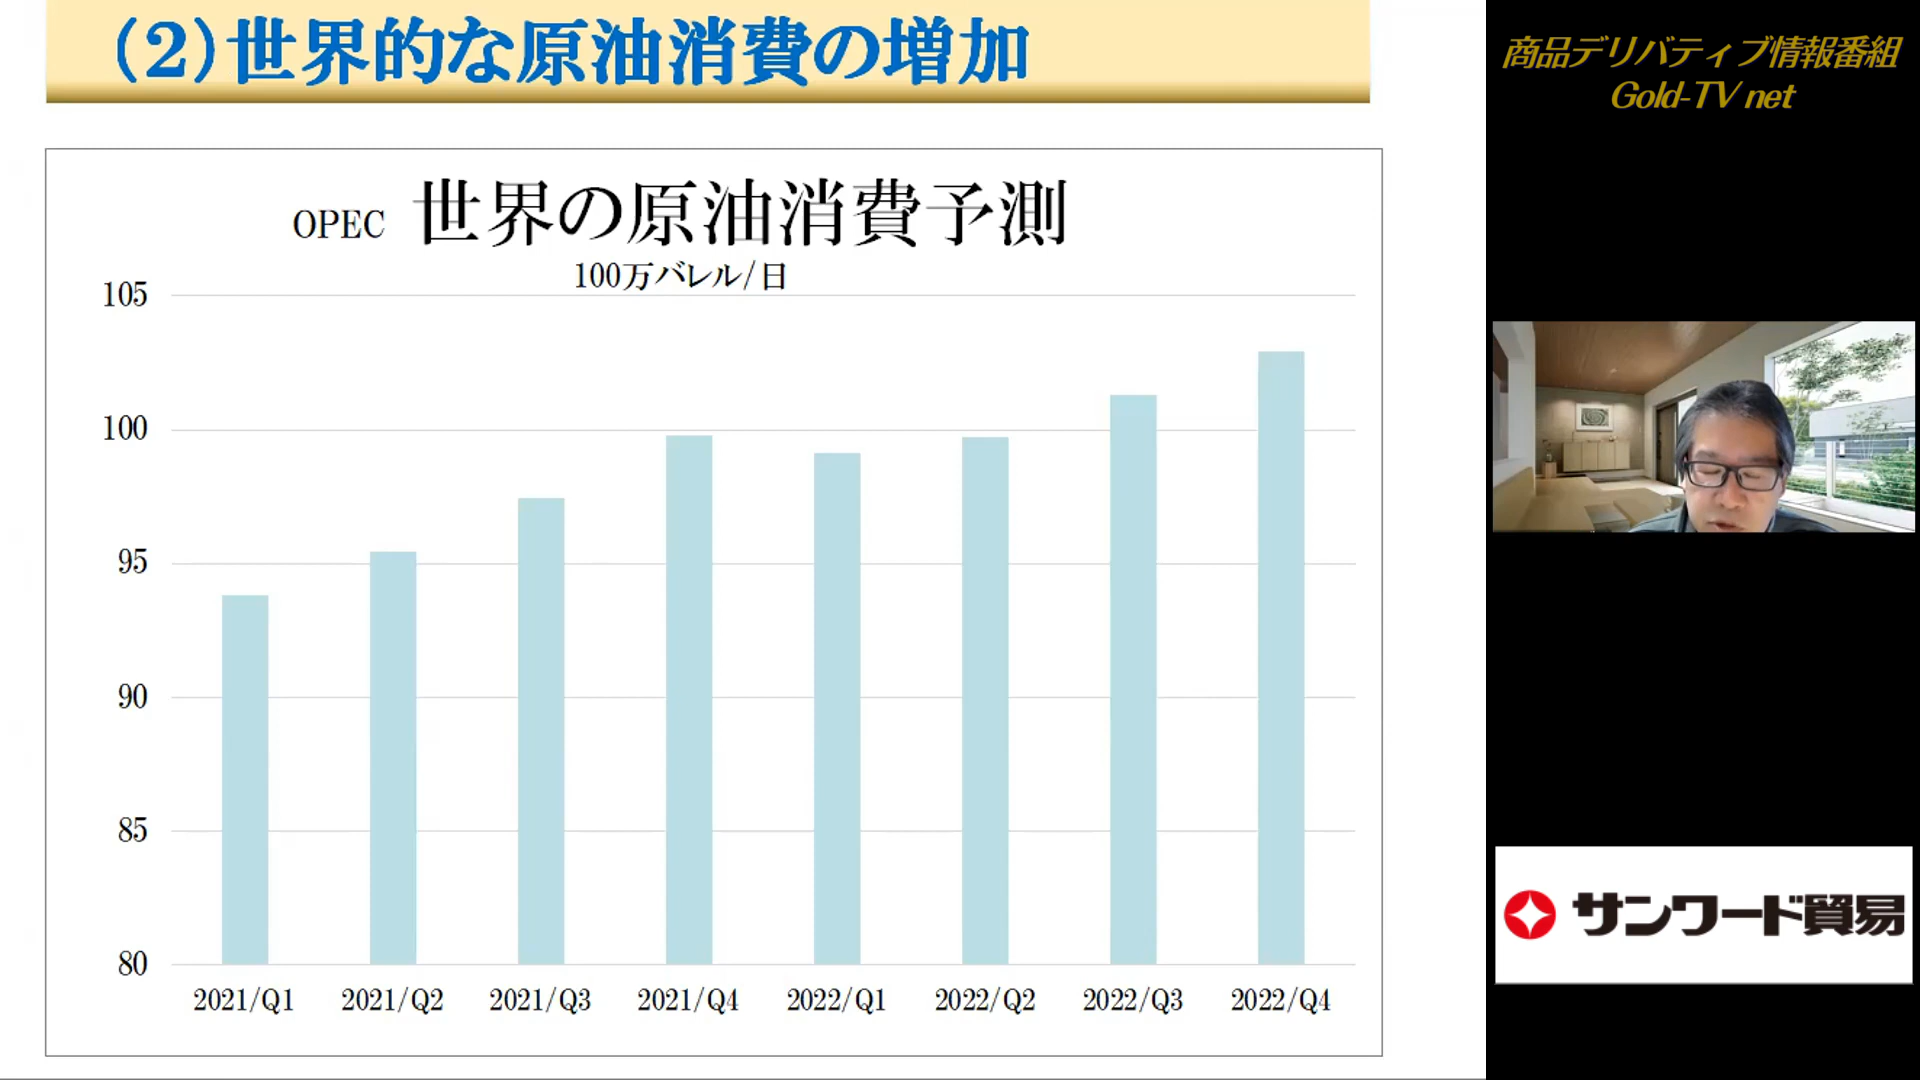 （2）世界的な原油消費の増加
OPEC 世界の原油消費予測
100万バレル/日
105
100
95
90
85
80
2021/Q1 2021/Q2 2021/Q3 2021/Q4 2022/Q1 2022/Q2 2022/Q3 2022/Q4
商品デリバティブ情報番組
Gold-TV net
サンワード貿易